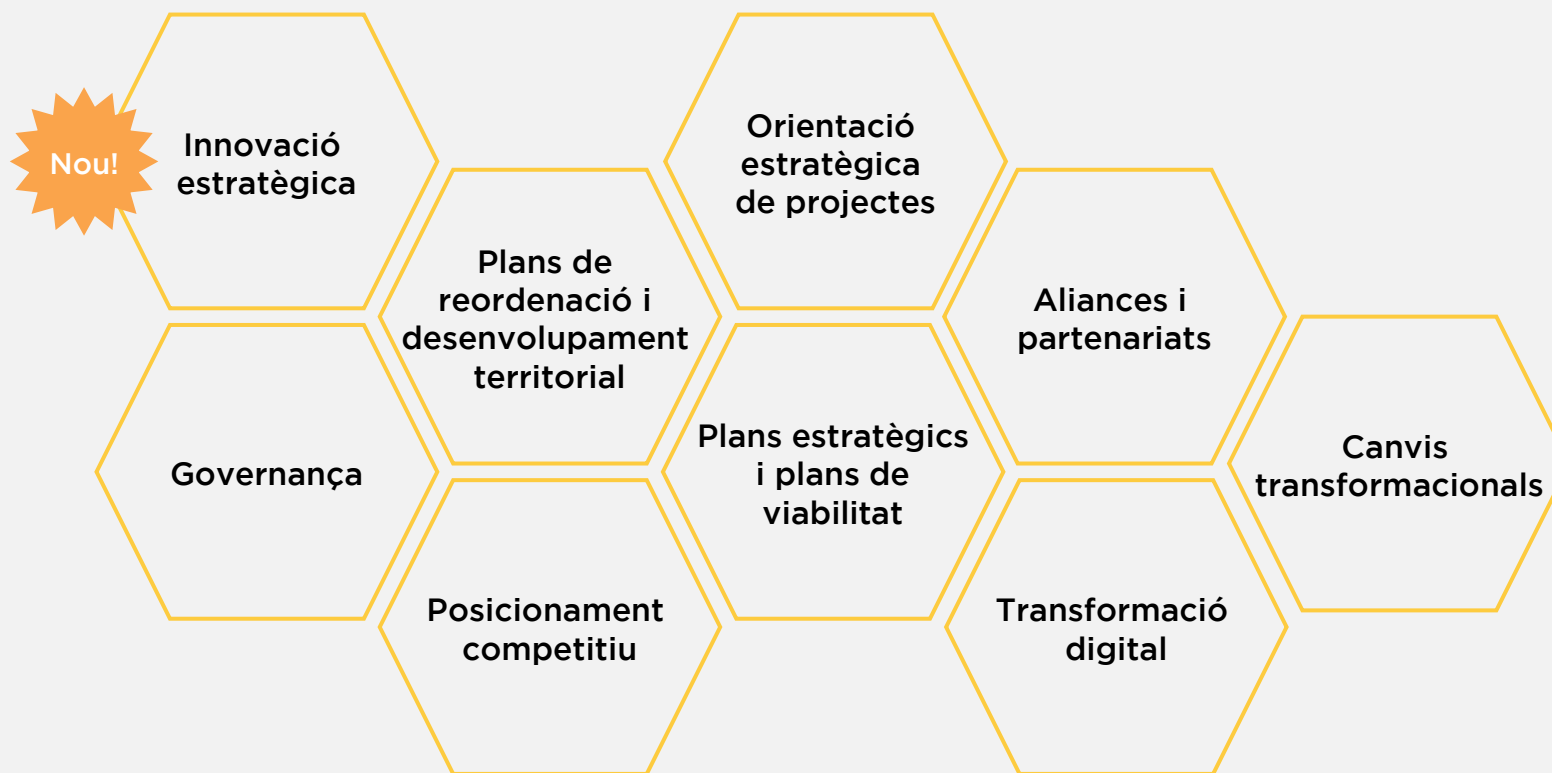 Nou!
Innovació
estratègica
Orientació
estratègica
de projectes
Plans de
reordenació i
desenvolupament
territorial
Aliances i
partenariats
Governança
Plans estratègics
i plans de
viabilitat
Canvis
transformacionals
Posicionament
competitiu
Transformació
digital